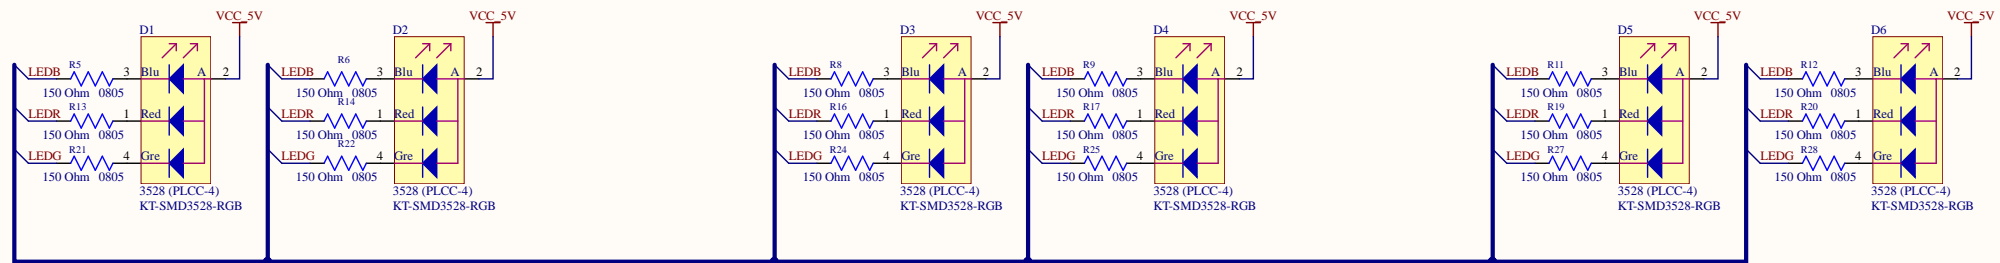 VCC_5V
D1
LEDB R5 3 Blu A 2
150 Ohm 0805
LEDR R13 1 Red
150 Ohm 0805
LEDG R21 4 Gre
150 Ohm 0805
3528 (PLCC-4)
KT-SMD3528-RGB
VCC_5V
D2
LEDB R6 3 Blu A 2
150 Ohm 0805
LEDR R14 1 Red
150 Ohm 0805
LEDG R22 4 Gre
150 Ohm 0805
3528 (PLCC-4)
KT-SMD3528-RGB
VCC_5V
D3
LEDB R8 3 Blu A 2
150 Ohm 0805
LEDR R16 1 Red
150 Ohm 0805
LEDG R24 4 Gre
150 Ohm 0805
3528 (PLCC-4)
KT-SMD3528-RGB
VCC_5V
D4
LEDB R9 3 Blu A 2
150 Ohm 0805
LEDR R17 1 Red
150 Ohm 0805
LEDG R25 4 Gre
150 Ohm 0805
3528 (PLCC-4)
KT-SMD3528-RGB
VCC_5V
D5
LEDB R11 3 Blu A 2
150 Ohm 0805
LEDR R19 1 Red
150 Ohm 0805
LEDG R27 4 Gre
150 Ohm 0805
3528 (PLCC-4)
KT-SMD3528-RGB
VCC_5V
D6
LEDB R12 3 Blu A 2
150 Ohm 0805
LEDR R20 1 Red
150 Ohm 0805
LEDG R28 4 Gre
150 Ohm 0805
3528 (PLCC-4)
KT-SMD3528-RGB